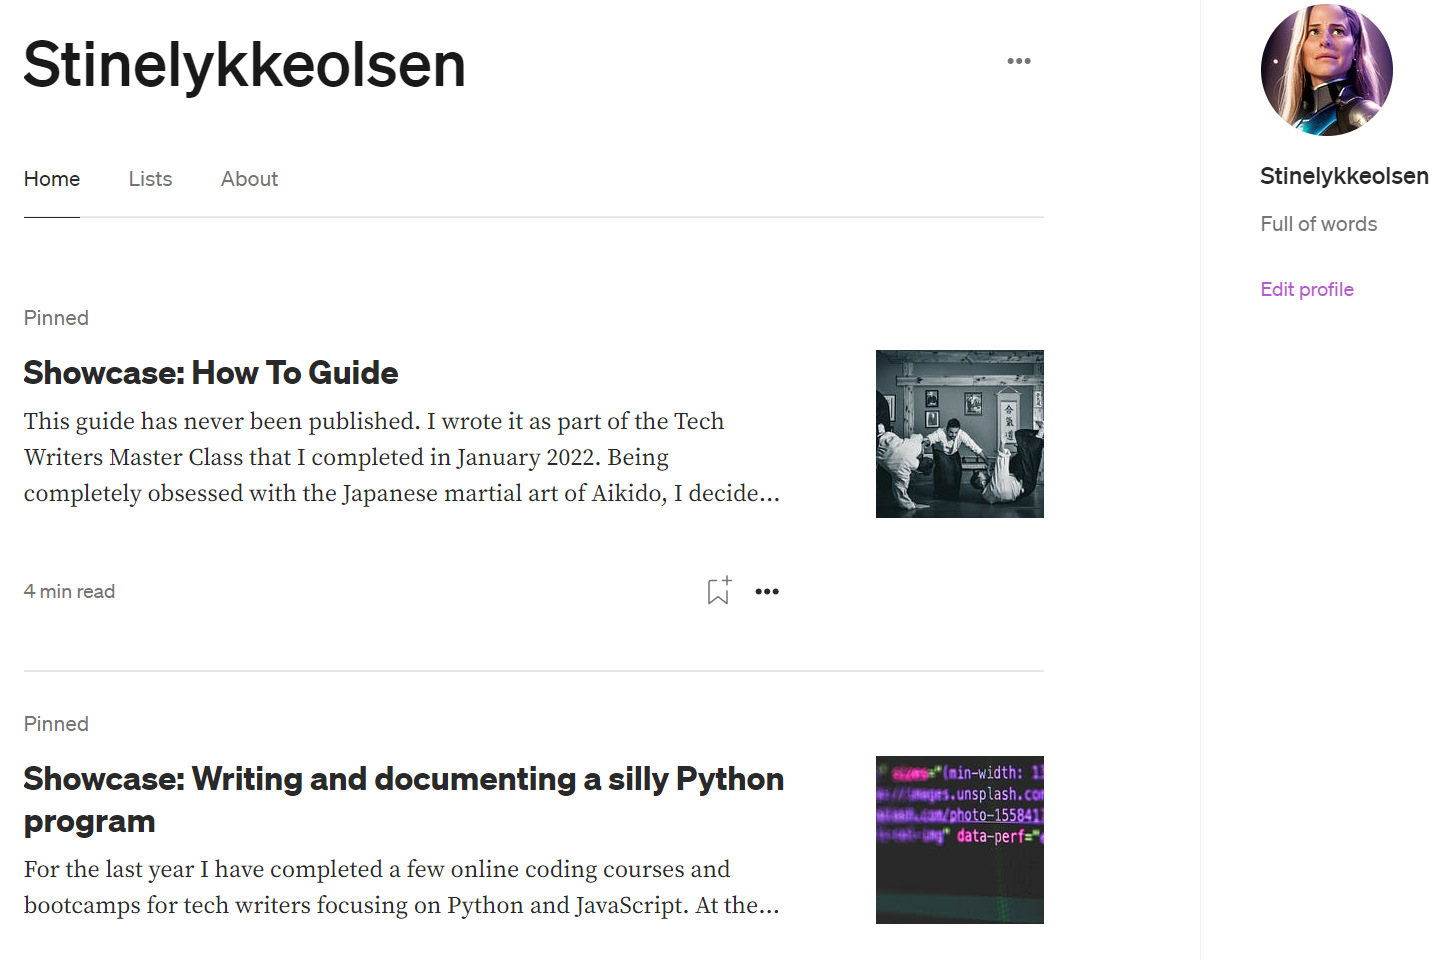 Stinelykkeolsen
Home Lists About
Pinned
Showcase: How To Guide
This guide has never been published. I wrote it as part of the Tech
Writers Master Class that I completed in January 2022. Being
completely obsessed with the Japanese martial art of Aikido, I decide...
合
氣
道
4 min read
Pinned
Showcase: Writing and documenting a silly Python
program
For the last year I have completed a few online coding courses and
bootcamps for tech writers focusing on Python and JavaScript. At the...
"(min-width:
.unsplash.co
/photo-155841
data-perf="
Stinelykkeolsen
Full of words
Edit profile